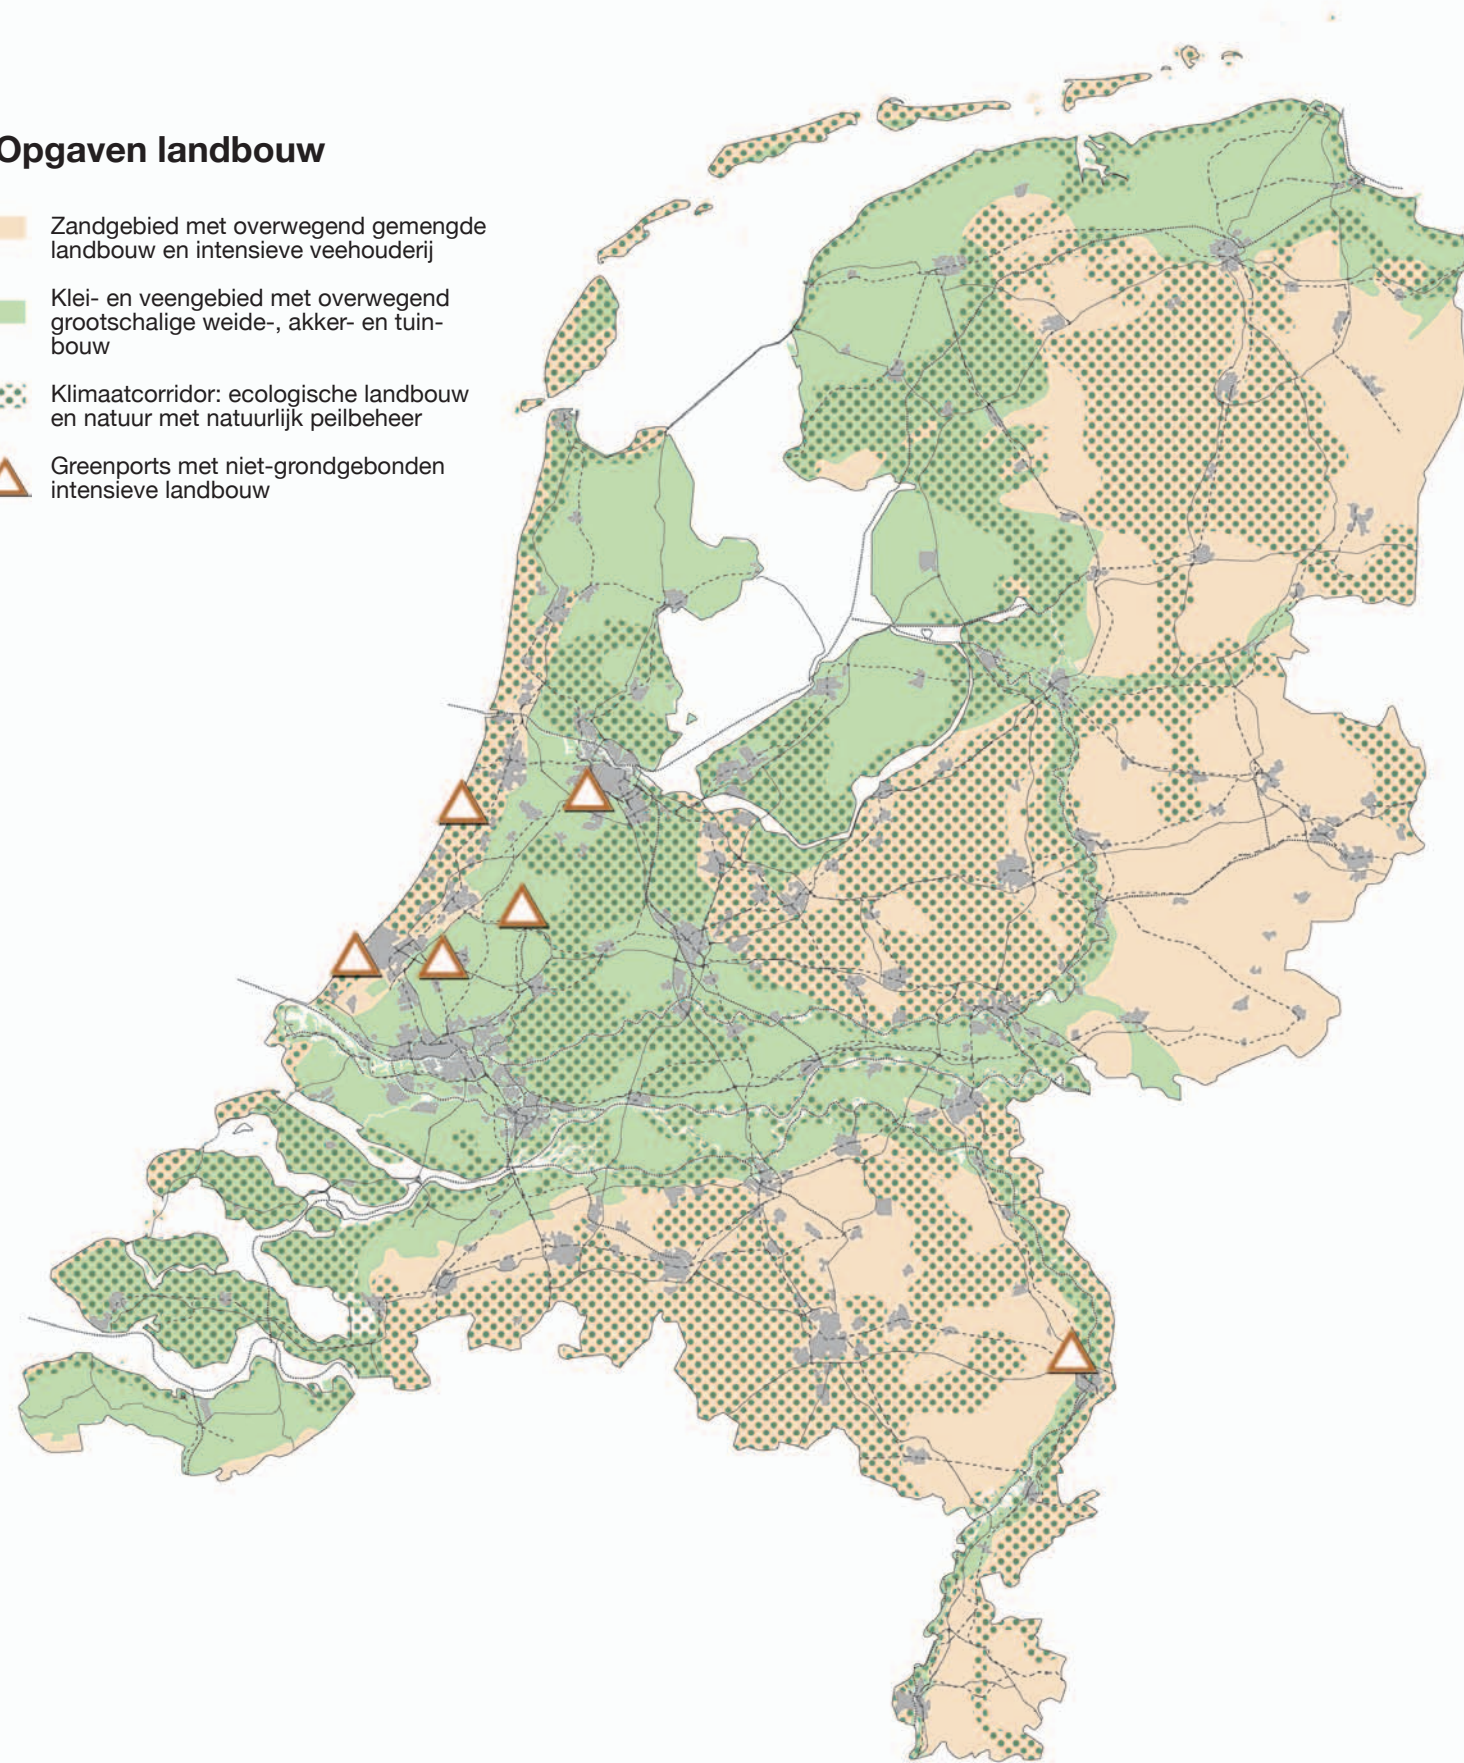 Opgaven landbouw
Zandgebied met overwegend gemengde
landbouw en intensieve veehouderij
Klei- en veengebied met overwegend
grootschalige weide-, akker- en tuin-
bouw
Klimaatcorridor: ecologische landbouw
en natuur met natuurlijk peilbeheer
Greenports met niet-grondgebonden
intensieve landbouw